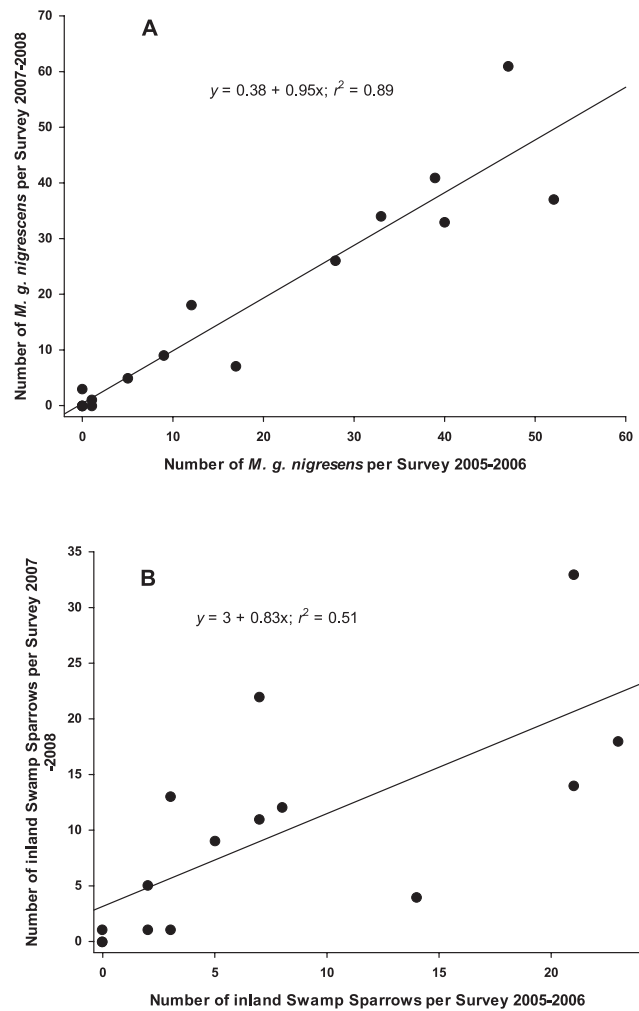 A
y = 0.38 + 0.95x; r² = 0.89
Number of M. g. nigrescens per Survey 2007-2008
70
60
50
40
30
20
10
0
0 10 20 30 40 50 60
Number of M. g. nigresens per Survey 2005-2006
B
y = 3 + 0.83x; r² = 0.51
Number of inland Swamp Sparrows per Survey 2007
-2008
35
30
25
20
15
10
5
0
0 5 10 15 20
Number of inland Swamp Sparrows per Survey 2005-2006